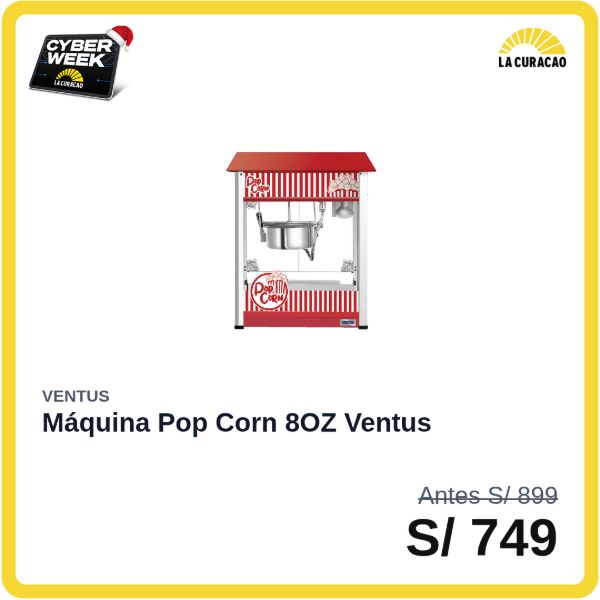 CYBER
WEEK
LA CURACAO
LA CURACAO
Pop
Corn
Pop
Corn
VENTUS
VENTUS
Máquina Pop Corn 8OZ Ventus
Antes S/ 899
S/ 749